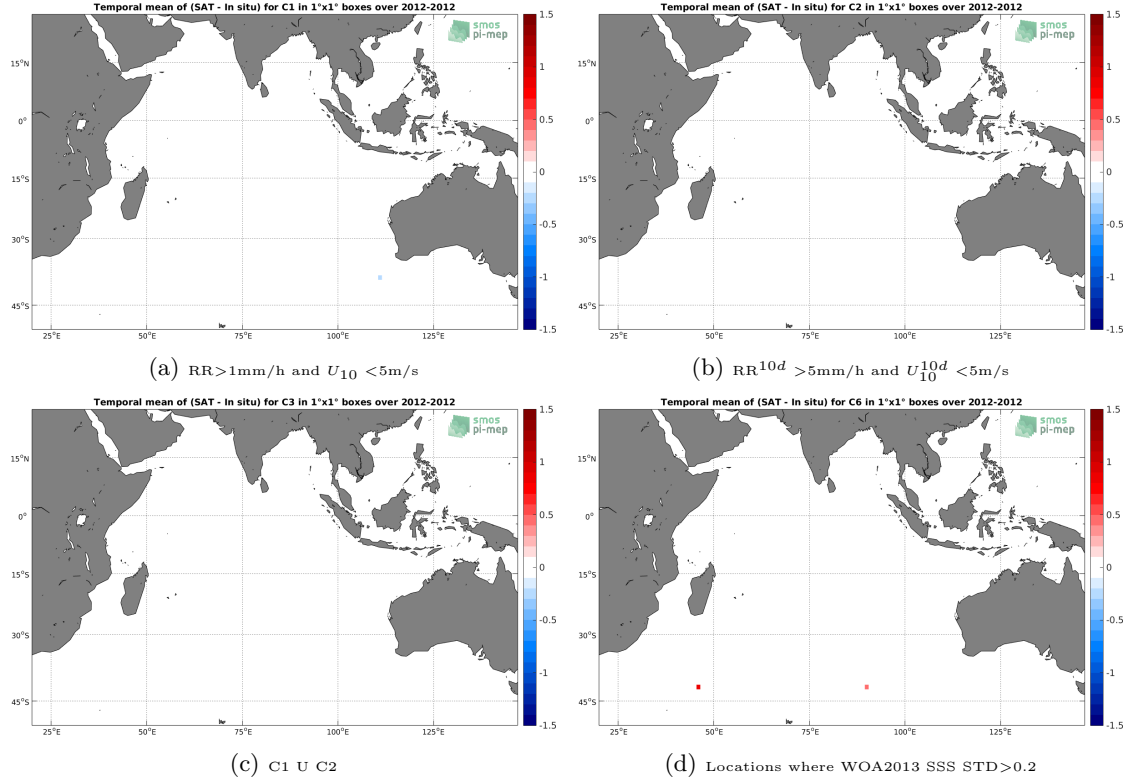 Temporal mean of (SAT - In situ) for C1 in 1°x1° boxes over 2012-2012
smos
pi-mep
15°N
0°
15°S
30°S
45°S
25°E
50°E
75°E
100°E
125°E
1.5
1
0.5
0
-0.5
-1
-1.5
(a) RR>1mm/h and U10 <5m/s
Temporal mean of (SAT - In situ) for C2 in 1°x1° boxes over 2012-2012
smos
pi-mep
15°N
0°
15°S
30°S
45°S
25°E
50°E
75°E
100°E
125°E
1.5
1
0.5
0
-0.5
-1
-1.5
(b) RR^10d >5mm/h and U10^10d <5m/s
Temporal mean of (SAT - In situ) for C3 in 1°x1° boxes over 2012-2012
smos
pi-mep
15°N
0°
15°S
30°S
45°S
25°E
50°E
75°E
100°E
125°E
1.5
1
0.5
0
-0.5
-1
-1.5
(c) C1 U C2
Temporal mean of (SAT - In situ) for C6 in 1°x1° boxes over 2012-2012
smos
pi-mep
15°N
0°
15°S
30°S
45°S
25°E
50°E
75°E
100°E
125°E
1.5
1
0.5
0
-0.5
-1
-1.5
(d) Locations where WOA2013 SSS STD>0.2